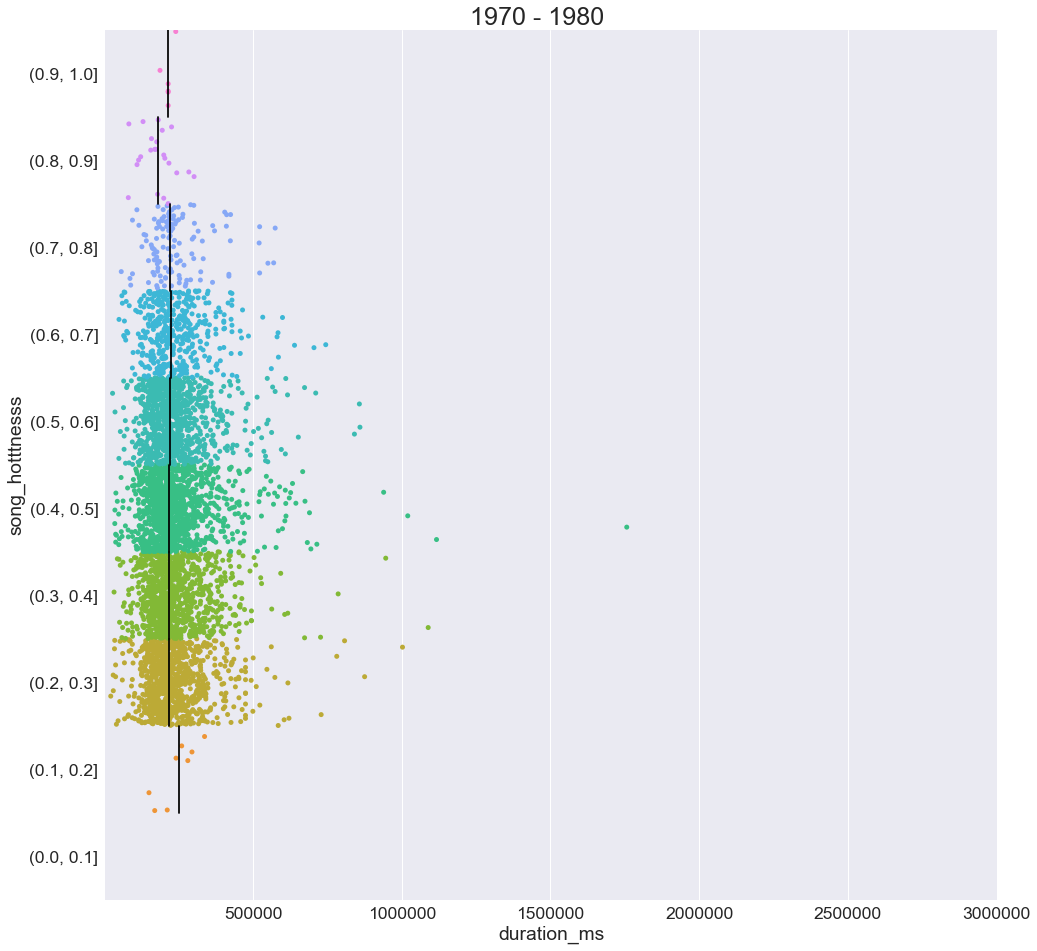 1970 - 1980
song_hotttnesss
(0.9, 1.0]
(0.8, 0.9]
(0.7, 0.8]
(0.6, 0.7]
(0.5, 0.6]
(0.4, 0.5]
(0.3, 0.4]
(0.2, 0.3]
(0.1, 0.2]
(0.0, 0.1]
500000 1000000 1500000 2000000 2500000 3000000
duration_ms